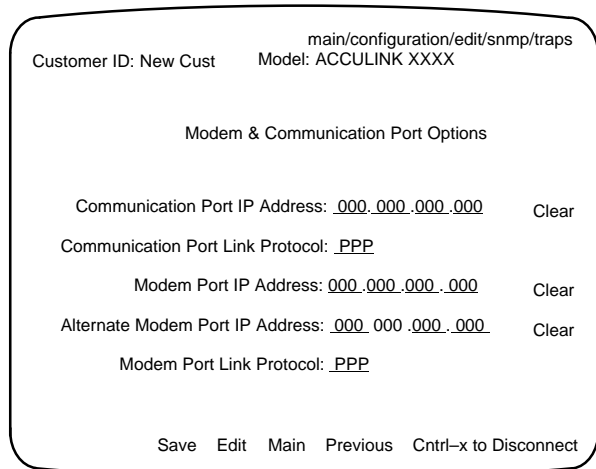 main/configuration/edit/snmp/traps
Customer ID: New Cust Model: ACCULINK XXXX
Modem & Communication Port Options
Communication Port IP Address: 000. 000 .000 .000 Clear
Communication Port Link Protocol: PPP
Modem Port IP Address: 000 .000 .000 . 000 Clear
Alternate Modem Port IP Address: 000 000 .000 . 000 Clear
Modem Port Link Protocol: PPP
Save Edit Main Previous Cntrl–x to Disconnect